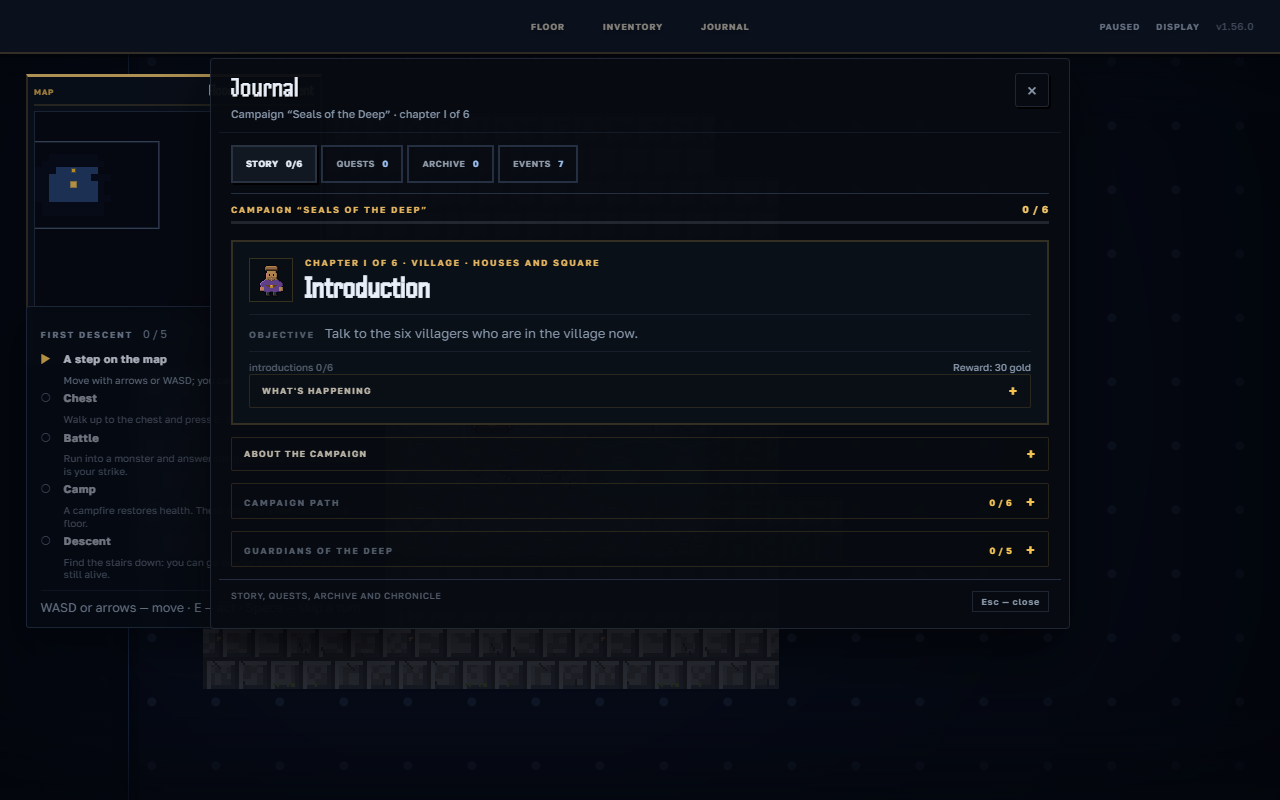 FLOOR INVENTORY JOURNAL PAUSED DISPLAY v1.56.0
MAP
FIRST DESCENT 0 / 5
A step on the map
Move with arrows or WASD; you
Chest
Walk up to the chest and press
Battle
Run into a monster and answer
is your strike.
Camp
A campfire restores health. The
floor.
Descent
Find the stairs down: you can g
still alive.
WASD or arrows — move · E –
Journal
Campaign “Seals of the Deep” · chapter I of 6
×
STORY 0/6 QUESTS 0 ARCHIVE 0 EVENTS 7
CAMPAIGN “SEALS OF THE DEEP” 0 / 6
CHAPTER I OF 6 · VILLAGE · HOUSES AND SQUARE
Introduction
OBJECTIVE Talk to the six villagers who are in the village now.
introductions 0/6 Reward: 30 gold
WHAT'S HAPPENING +
ABOUT THE CAMPAIGN +
CAMPAIGN PATH 0 / 6 +
GUARDIANS OF THE DEEP 0 / 5 +
STORY, QUESTS, ARCHIVE AND CHRONICLE
Esc — close